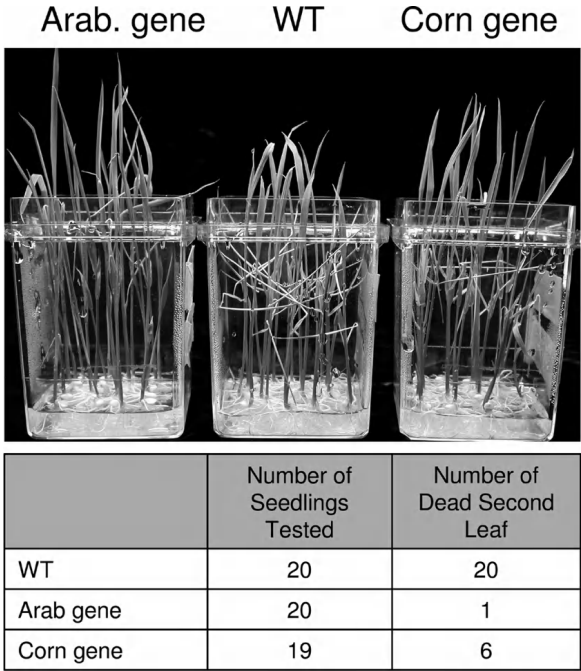 Arab. gene WT Corn gene
Number of Seedlings Tested Number of Dead Second Leaf
WT 20 20
Arab gene 20 1
Corn gene 19 6